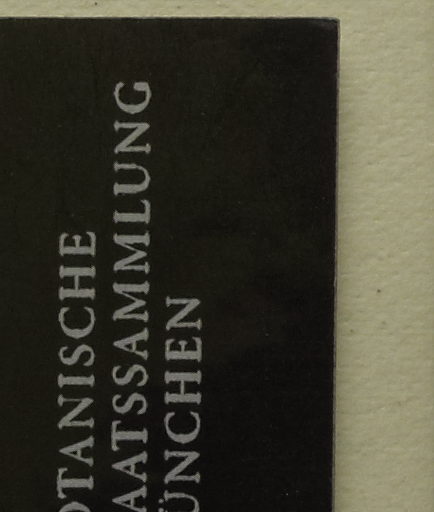 OTANISCHE
AATSSAMMLUNG
ÜNCHEN